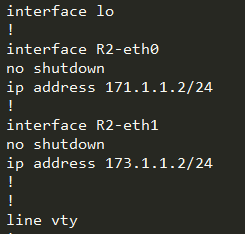 interface lo
!
interface R2-eth0
no shutdown
ip address 171.1.1.2/24
!
interface R2-eth1
no shutdown
ip address 173.1.1.2/24
!
!
line vty